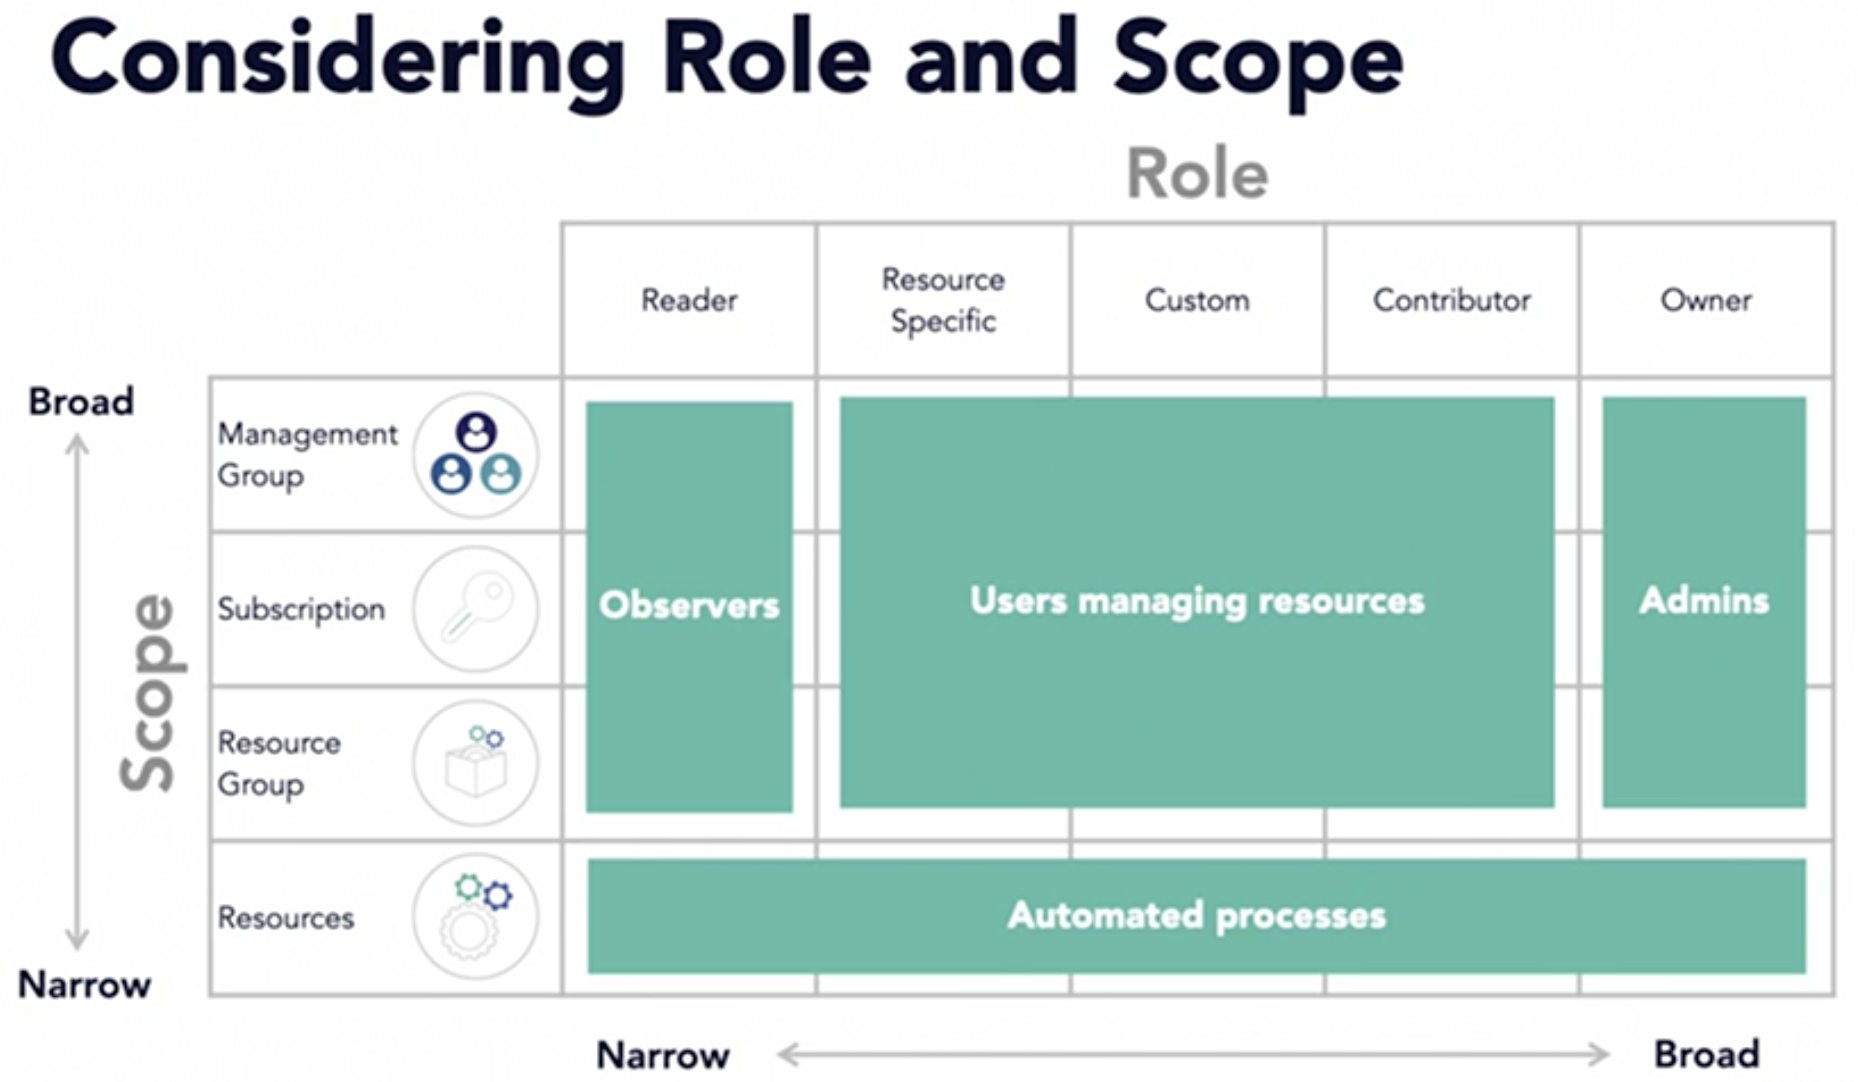 Considering Role and Scope
Role
Reader
Resource
Specific
Custom
Contributor
Owner
Broad
Management
Group
Subscription
Observers
Users managing resources
Admins
Scope
Resource
Group
Resources
Automated processes
Narrow
Narrow
Broad